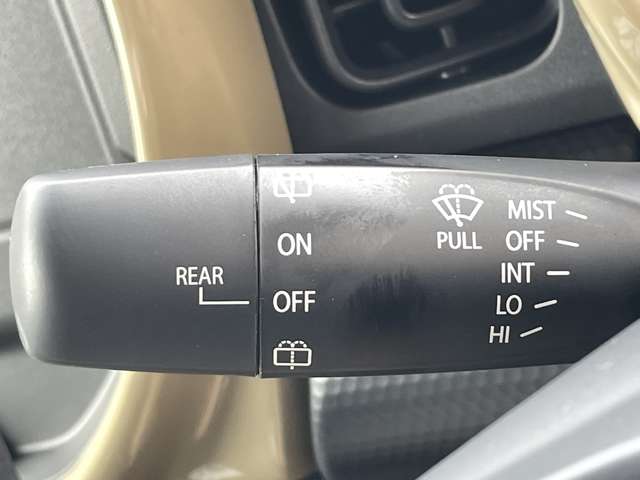 REAR
ON
OFF
PULL
MIST
OFF
INT
LO
HI